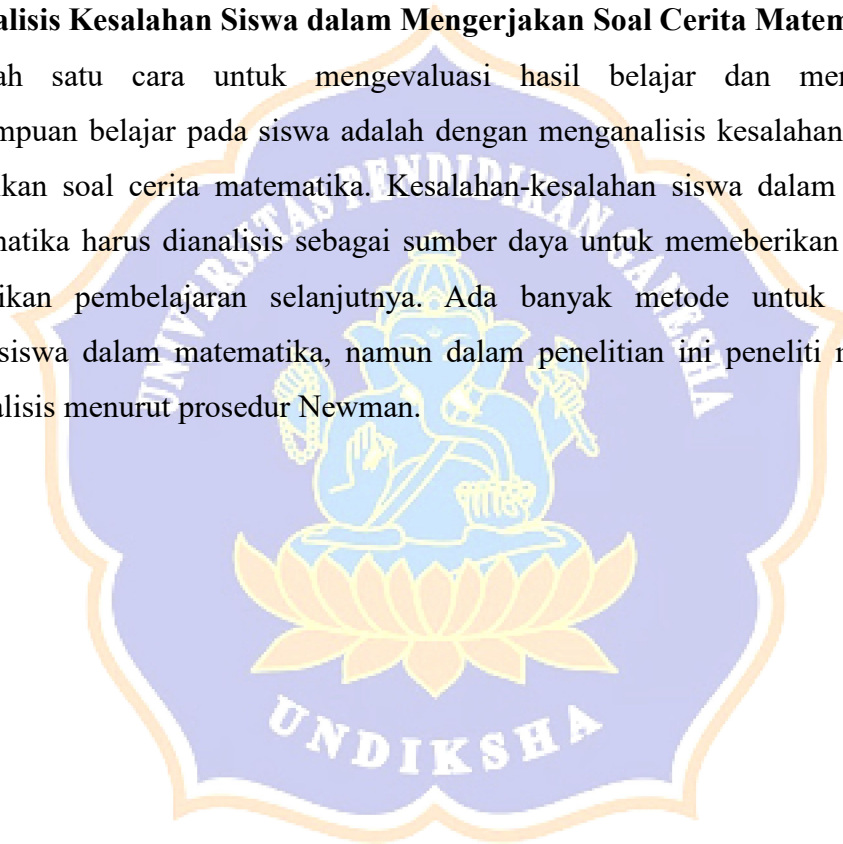 alisis Kesalahan Siswa dalam Mengerjakan Soal Cerita Matem
ah satu cara untuk mengevaluasi hasil belajar dan men
mpuan belajar pada siswa adalah dengan menganalisis kesalahan
kan soal cerita matematika. Kesalahan-kesalahan siswa dalam
natika harus dianalisis sebagai sumber daya untuk memeberikan
ikan pembelajaran selanjutnya. Ada banyak metode untuk
siswa dalam matematika, namun dalam penelitian ini peneliti
alisis menurut prosedur Newman.
UNIVERSITAS PENDIDIKAN GANESHA
UNDIKSHA